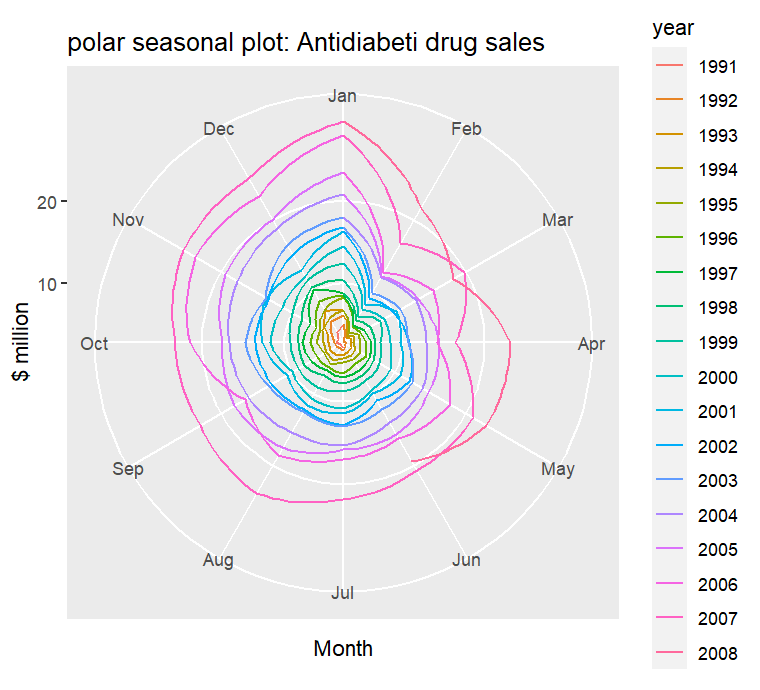 polar seasonal plot: Antidiabeti drug sales
Jan
Feb
Mar
Apr
May
Jun
Jul
Aug
Sep
Oct
Nov
Dec
20
10
$ million
Month
year
1991
1992
1993
1994
1995
1996
1997
1998
1999
2000
2001
2002
2003
2004
2005
2006
2007
2008